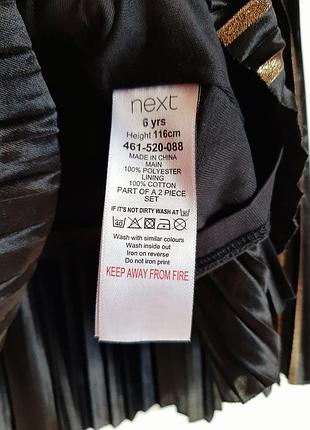 next
6 yrs
Height 116cm
461-520-088
MADE IN CHINA
MAIN
100% POLYESTER
LINING
100% COTTON
PART OF A 2 PIECE
SET
IF IT'S NOT DIRTY WASH AT 30
40
Wash with similar colours
Wash inside out
Iron on reverse
Do not iron print
KEEP AWAY FROM FIRE